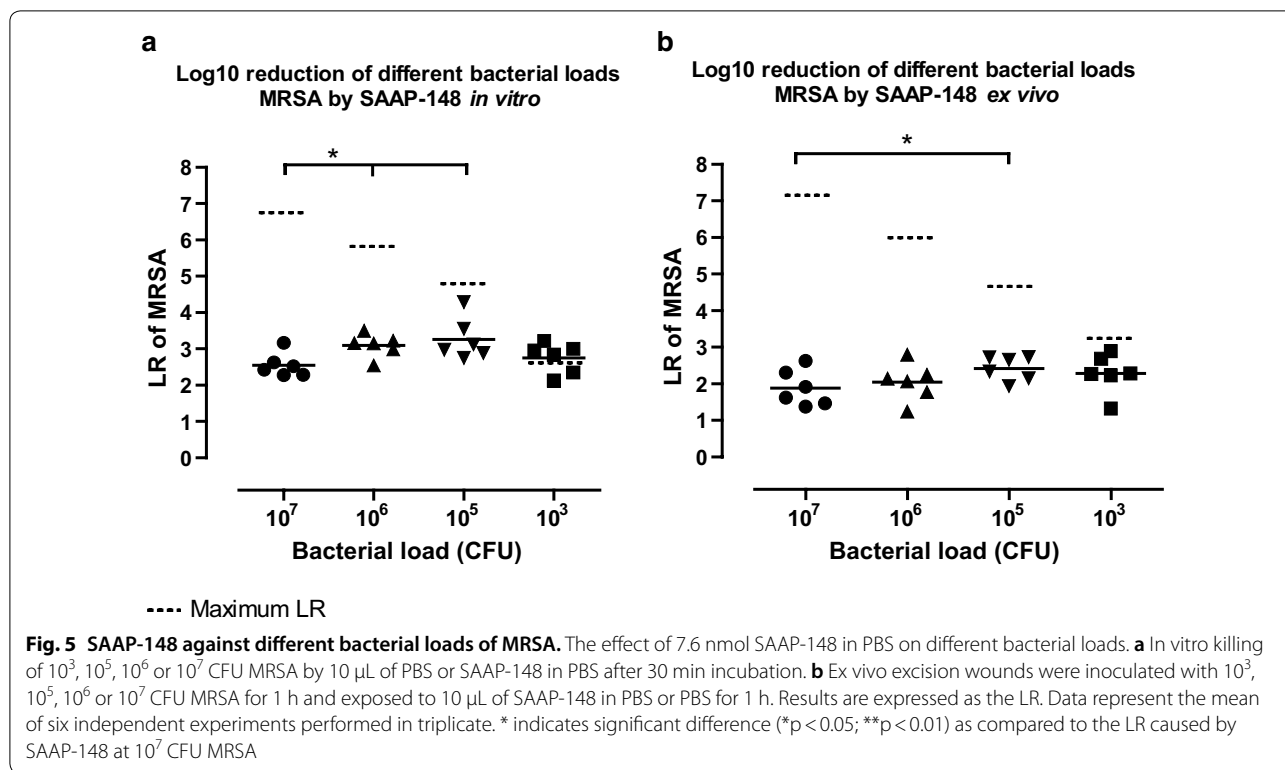 a
Log10 reduction of different bacterial loads
MRSA by SAAP-148 in vitro
*
8
7
6
5
4
3
2
1
0
LR of MRSA
10⁷ 10⁶ 10⁵ 10³
Bacterial load (CFU)
b
Log10 reduction of different bacterial loads
MRSA by SAAP-148 ex vivo
*
8
7
6
5
4
3
2
1
0
LR of MRSA
10⁷ 10⁶ 10⁵ 10³
Bacterial load (CFU)
Maximum LR
Fig. 5 SAAP-148 against different bacterial loads of MRSA. The effect of 7.6 nmol SAAP-148 in PBS on different bacterial loads. a In vitro killing
of 10³, 10⁵, 10⁶ or 10⁷ CFU MRSA by 10 µL of PBS or SAAP-148 in PBS after 30 min incubation. b Ex vivo excision wounds were inoculated with 10³,
10⁵, 10⁶ or 10⁷ CFU MRSA for 1 h and exposed to 10 µL of SAAP-148 in PBS or PBS for 1 h. Results are expressed as the LR. Data represent the mean
of six independent experiments performed in triplicate. * indicates significant difference (*p < 0.05; **p < 0.01) as compared to the LR caused by
SAAP-148 at 10⁷ CFU MRSA